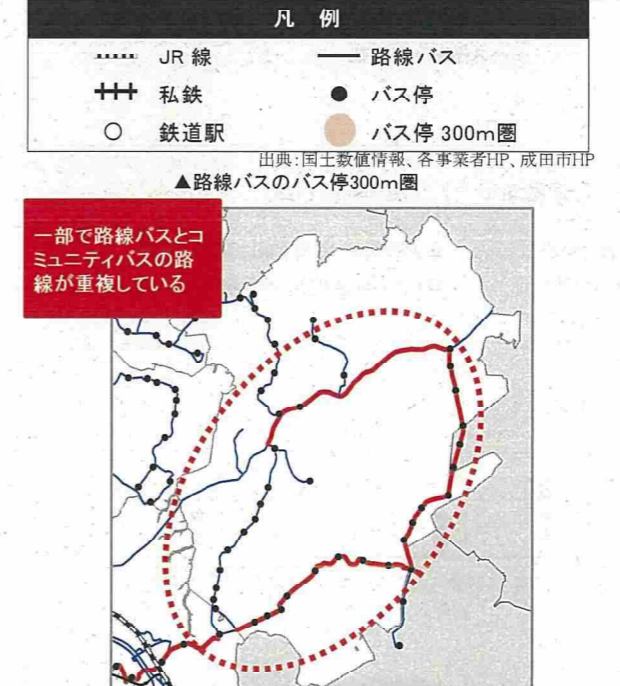 凡 例
JR 線
路線バス
私鉄
バス停
鉄道駅
バス停 300m圏
出典:国土数値情報、各事業者HP、成田市HP
▲路線バスのバス停300m圏
一部で路線バスとコ
ミュニティバスの路
線が重複している